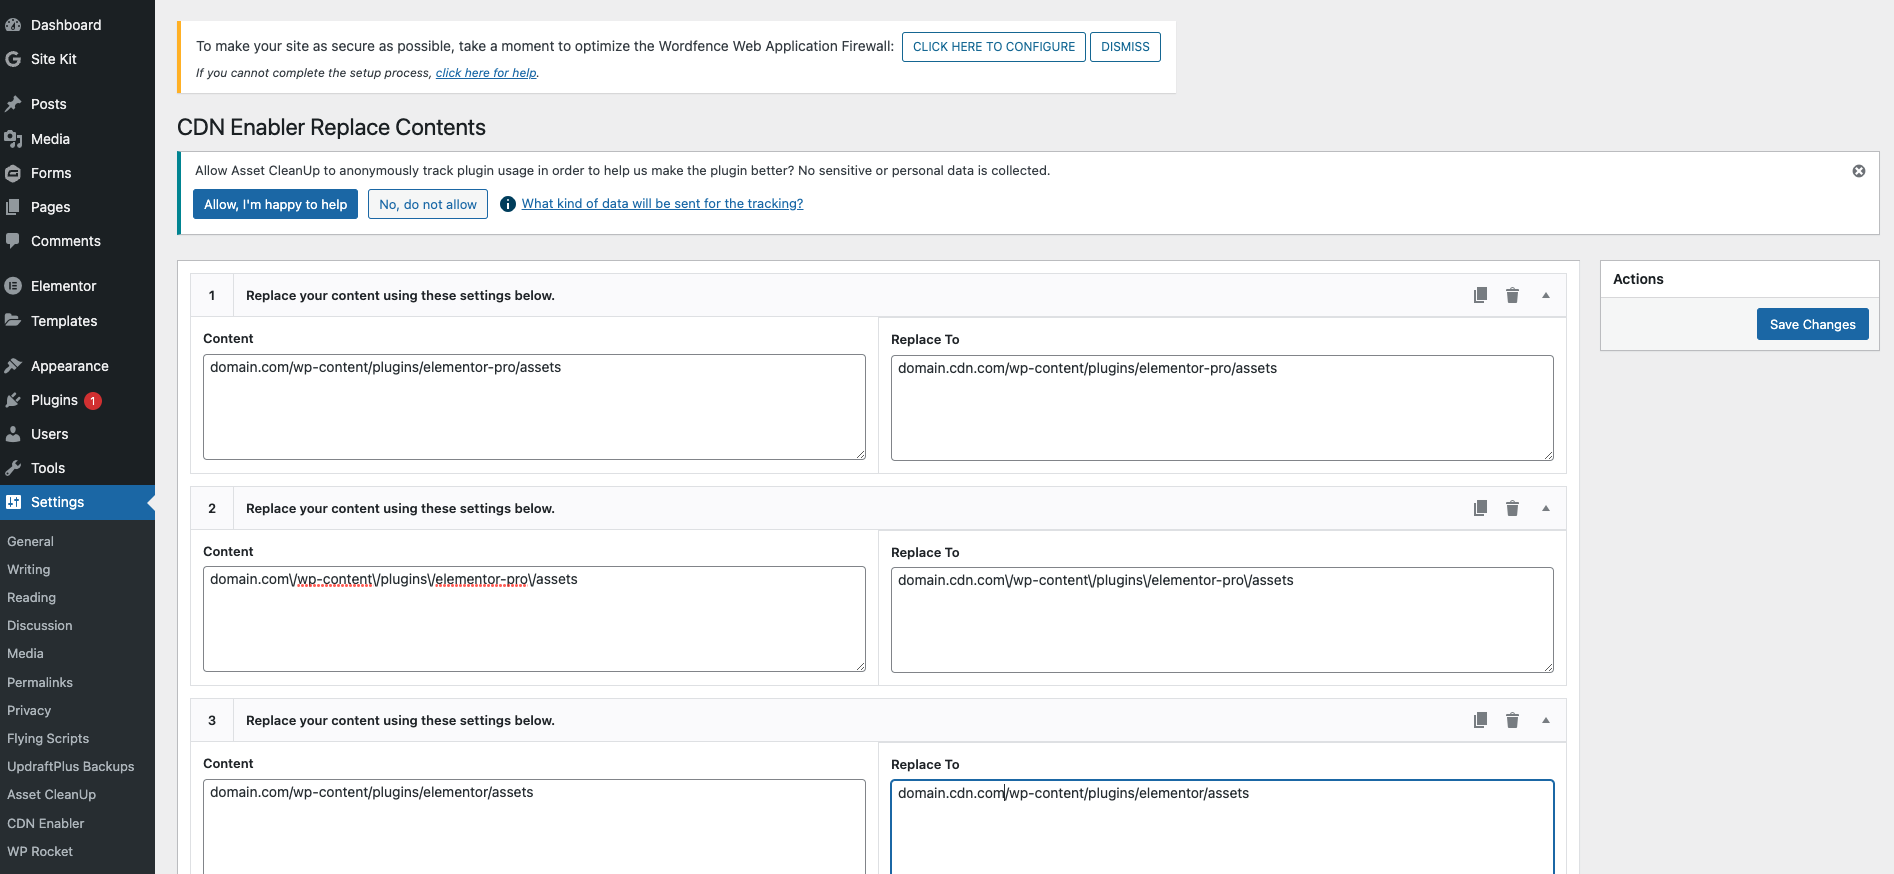 Dashboard
Site Kit
Posts
Media
Forms
Pages
Comments
Elementor
Templates
Appearance
Plugins 1
Users
Tools
Settings
General
Writing
Reading
Discussion
Media
Permalinks
Privacy
Flying Scripts
UpdraftPlus Backups
Asset CleanUp
CDN Enabler
WP Rocket
To make your site as secure as possible, take a moment to optimize the Wordfence Web Application Firewall: CLICK HERE TO CONFIGURE DISMISS
If you cannot complete the setup process, click here for help.
CDN Enabler Replace Contents
Allow Asset CleanUp to anonymously track plugin usage in order to help us make the plugin better? No sensitive or personal data is collected.
Allow, I'm happy to help No, do not allow What kind of data will be sent for the tracking?
1 Replace your content using these settings below.
Content
domain.com/wp-content/plugins/elementor-pro/assets
Replace To
domain.cdn.com/wp-content/plugins/elementor-pro/assets
2 Replace your content using these settings below.
Content
domain.com\/wp-content\/plugins\/elementor-pro\/assets
Replace To
domain.cdn.com\/wp-content\/plugins\/elementor-pro\/assets
3 Replace your content using these settings below.
Content
domain.com/wp-content/plugins/elementor/assets
Replace To
domain.cdn.com/wp-content/plugins/elementor/assets
Actions
Save Changes